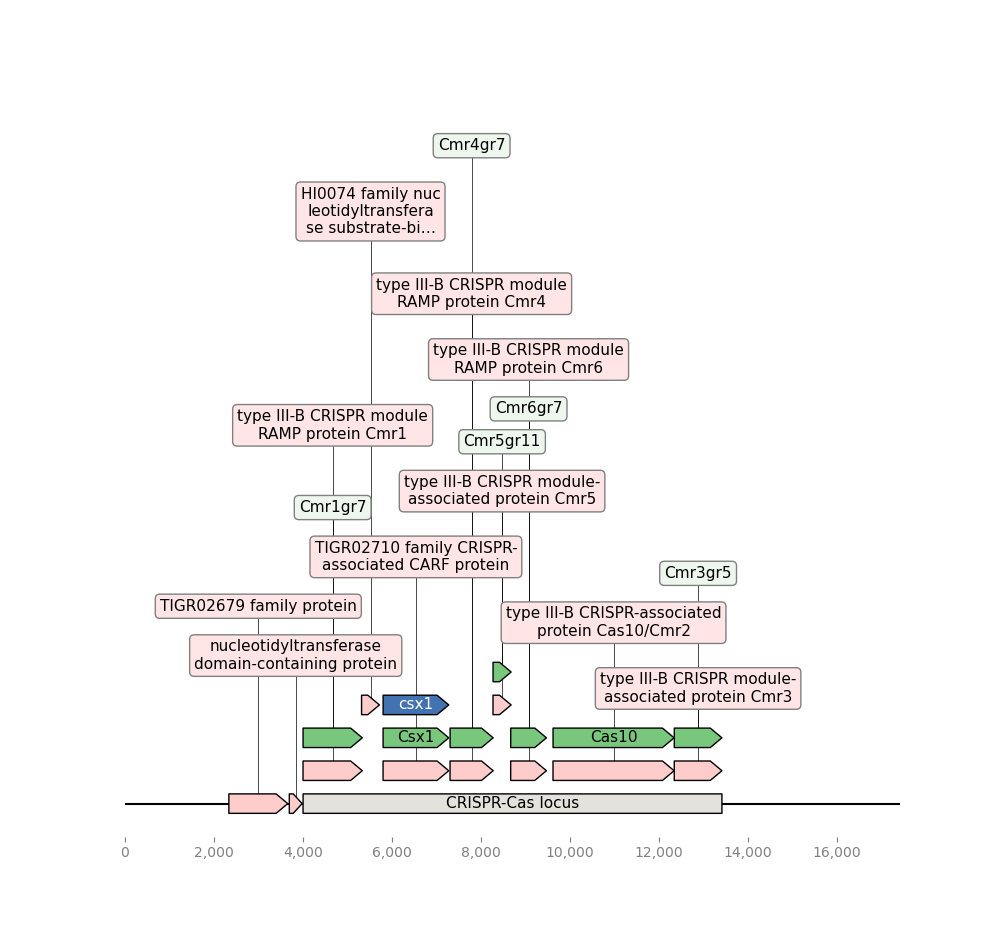 Cmr4gr7
HI0074 family nuc
leotidyltransfera
se substrate-bi...
type III-B CRISPR module
RAMP protein Cmr4
type III-B CRISPR module
RAMP protein Cmr6
Cmr6gr7
type III-B CRISPR module
RAMP protein Cmr1
Cmr5gr11
type III-B CRISPR module-
associated protein Cmr5
Cmr1gr7
TIGR02710 family CRISPR-
associated CARF protein
Cmr3gr5
TIGR02679 family protein
type III-B CRISPR-associated
protein Cas10/Cmr2
nucleotidyltransferase
domain-containing protein
type III-B CRISPR module-
associated protein Cmr3
csx1
Csx1
Cas10
CRISPR-Cas locus
0
2,000
4,000
6,000
8,000
10,000
12,000
14,000
16,000